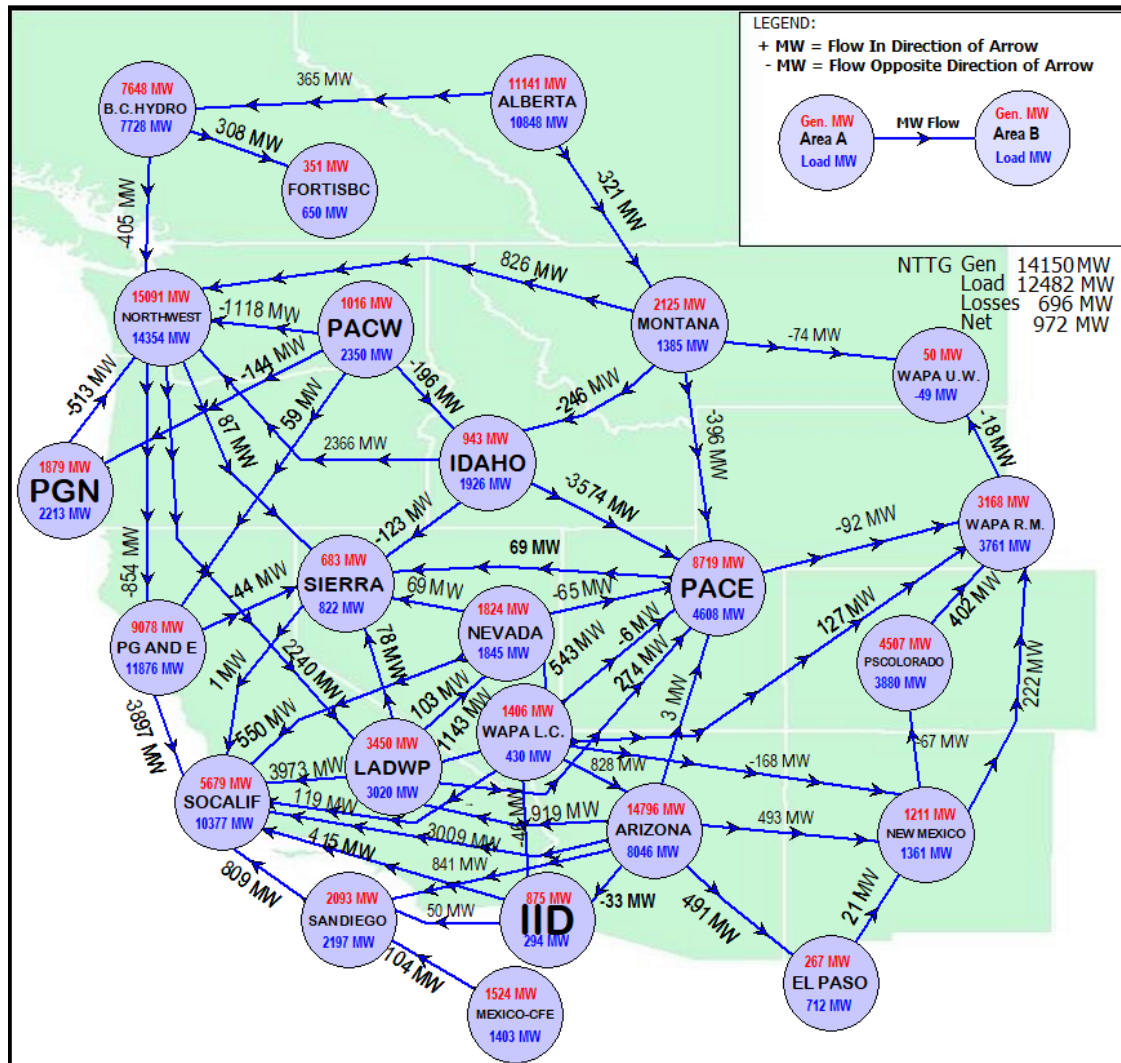 LEGEND:
+ MW = Flow In Direction of Arrow
- MW = Flow Opposite Direction of Arrow
Gen. MW
Area A
Load MW
MW Flow
Gen. MW
Area B
Load MW
7648 MW
B.C.HYDRO
7728 MW
365 MW
11141 MW
ALBERTA
10848 MW
308 MW
351 MW
FORTISBC
650 MW
-405 MW
-321 MW
NTTG Gen 14150 MW
Load 12482 MW
Losses 696 MW
Net 972 MW
826 MW
15091 MW
NORTHWEST
14354 MW
-1118 MW
1016 MW
PACW
2350 MW
2125 MW
MONTANA
1385 MW
-74 MW
50 MW
WAPA U.W.
-49 MW
-513 MW
-144 MW
59 MW
-196 MW
-246 MW
-396 MW
-18 MW
87 MW
2366 MW
943 MW
IDAHO
1926 MW
1879 MW
PGN
2213 MW
-3574 MW
3168 MW
WAPA R.M.
3761 MW
-92 MW
-854 MW
-123 MW
683 MW
SIERRA
822 MW
69 MW
8719 MW
PACE
4608 MW
-44 MW
69 MW
-65 MW
402 MW
127 MW
9078 MW
PG AND E
11876 MW
1824 MW
NEVADA
1845 MW
543 MW
-6 MW
274 MW
4507 MW
PSCOLORADO
3880 MW
222 MW
1 MW
2240 MW
78 MW
103 MW
1143 MW
3 MW
-3897 MW
550 MW
1406 MW
WAPA L.C.
430 MW
-67 MW
3450 MW
LADWP
3020 MW
3973 MW
828 MW
-168 MW
5679 MW
SOCALIF
10377 MW
119 MW
-46 MW
919 MW
14796 MW
ARIZONA
8046 MW
493 MW
1211 MW
NEW MEXICO
1361 MW
415 MW
3009 MW
841 MW
809 MW
2093 MW
SANDIEGO
2197 MW
50 MW
875 MW
IID
294 MW
-33 MW
491 MW
21 MW
104 MW
1524 MW
MEXICO-CFE
1403 MW
267 MW
EL PASO
712 MW